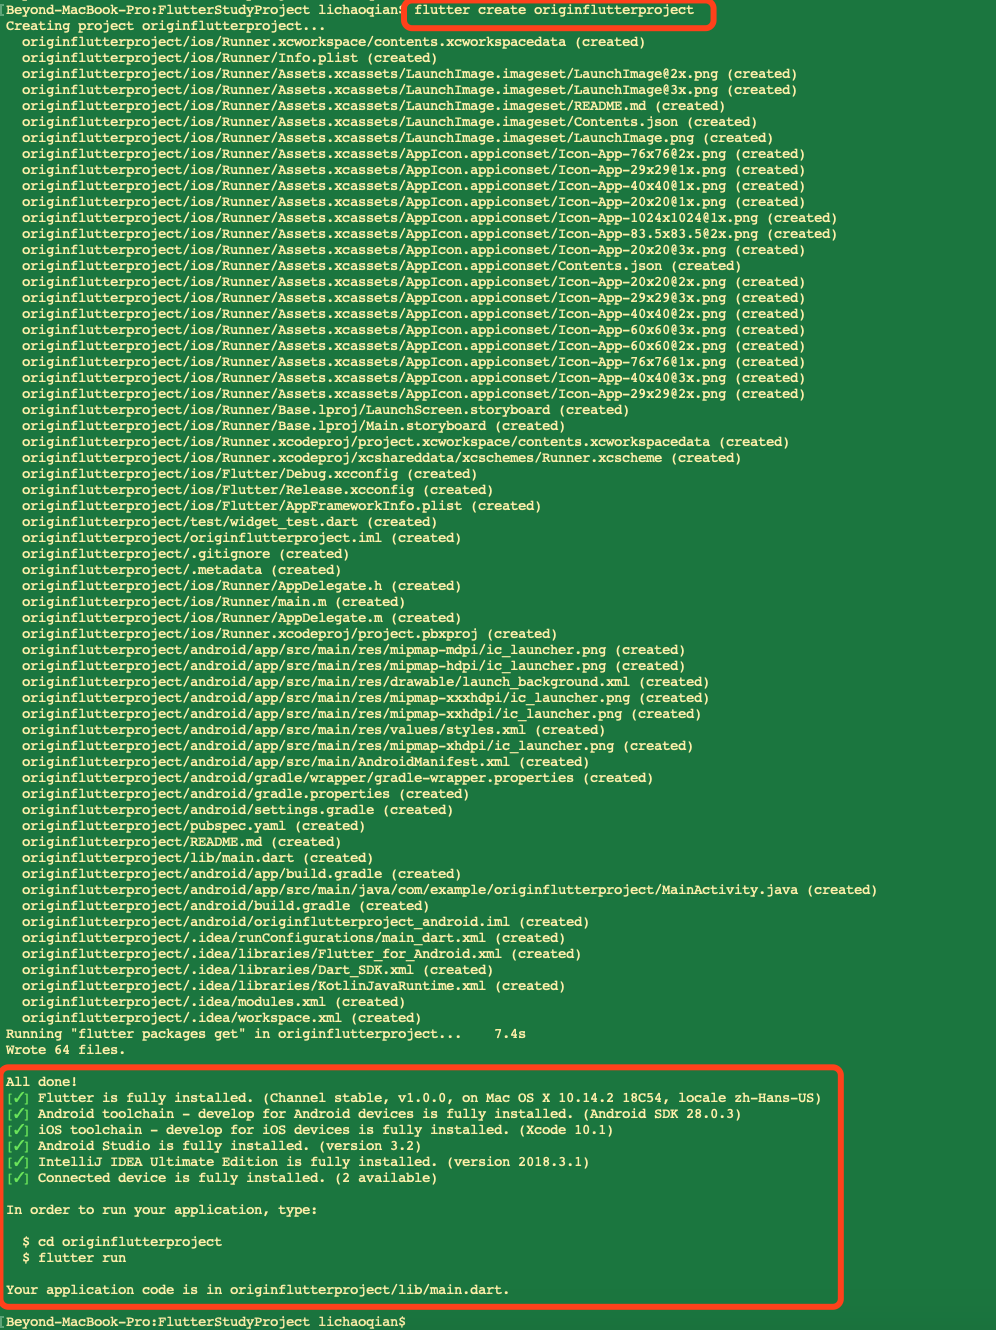 [Beyond-MacBook-Pro:FlutterStudyProject lichaoqian$ flutter create originflutterproject
Creating project originflutterproject...
  originflutterproject/ios/Runner.xcworkspace/contents.xcworkspacedata (created)
  originflutterproject/ios/Runner/Info.plist (created)
  originflutterproject/ios/Runner/Assets.xcassets/LaunchImage.imageset/LaunchImage@2x.png (created)
  originflutterproject/ios/Runner/Assets.xcassets/LaunchImage.imageset/LaunchImage@3x.png (created)
  originflutterproject/ios/Runner/Assets.xcassets/LaunchImage.imageset/README.md (created)
  originflutterproject/ios/Runner/Assets.xcassets/LaunchImage.imageset/Contents.json (created)
  originflutterproject/ios/Runner/Assets.xcassets/LaunchImage.imageset/LaunchImage.png (created)
  originflutterproject/ios/Runner/Assets.xcassets/AppIcon.appiconset/Icon-App-76x76@2x.png (created)
  originflutterproject/ios/Runner/Assets.xcassets/AppIcon.appiconset/Icon-App-29x29@1x.png (created)
  originflutterproject/ios/Runner/Assets.xcassets/AppIcon.appiconset/Icon-App-40x40@1x.png (created)
  originflutterproject/ios/Runner/Assets.xcassets/AppIcon.appiconset/Icon-App-20x20@1x.png (created)
  originflutterproject/ios/Runner/Assets.xcassets/AppIcon.appiconset/Icon-App-1024x1024@1x.png (created)
  originflutterproject/ios/Runner/Assets.xcassets/AppIcon.appiconset/Icon-App-83.5x83.5@2x.png (created)
  originflutterproject/ios/Runner/Assets.xcassets/AppIcon.appiconset/Icon-App-20x20@3x.png (created)
  originflutterproject/ios/Runner/Assets.xcassets/AppIcon.appiconset/Contents.json (created)
  originflutterproject/ios/Runner/Assets.xcassets/AppIcon.appiconset/Icon-App-20x20@2x.png (created)
  originflutterproject/ios/Runner/Assets.xcassets/AppIcon.appiconset/Icon-App-29x29@3x.png (created)
  originflutterproject/ios/Runner/Assets.xcassets/AppIcon.appiconset/Icon-App-40x40@2x.png (created)
  originflutterproject/ios/Runner/Assets.xcassets/AppIcon.appiconset/Icon-App-60x60@3x.png (created)
  originflutterproject/ios/Runner/Assets.xcassets/AppIcon.appiconset/Icon-App-60x60@2x.png (created)
  originflutterproject/ios/Runner/Assets.xcassets/AppIcon.appiconset/Icon-App-76x76@1x.png (created)
  originflutterproject/ios/Runner/Assets.xcassets/AppIcon.appiconset/Icon-App-40x40@3x.png (created)
  originflutterproject/ios/Runner/Assets.xcassets/AppIcon.appiconset/Icon-App-29x29@2x.png (created)
  originflutterproject/ios/Runner/Base.lproj/LaunchScreen.storyboard (created)
  originflutterproject/ios/Runner/Base.lproj/Main.storyboard (created)
  originflutterproject/ios/Runner.xcodeproj/project.xcworkspace/contents.xcworkspacedata (created)
  originflutterproject/ios/Runner.xcodeproj/xcshareddata/xcschemes/Runner.xcscheme (created)
  originflutterproject/ios/Flutter/Debug.xcconfig (created)
  originflutterproject/ios/Flutter/Release.xcconfig (created)
  originflutterproject/ios/Flutter/AppFrameworkInfo.plist (created)
  originflutterproject/test/widget_test.dart (created)
  originflutterproject/originflutterproject.iml (created)
  originflutterproject/.gitignore (created)
  originflutterproject/.metadata (created)
  originflutterproject/ios/Runner/AppDelegate.h (created)
  originflutterproject/ios/Runner/main.m (created)
  originflutterproject/ios/Runner/AppDelegate.m (created)
  originflutterproject/ios/Runner.xcodeproj/project.pbxproj (created)
  originflutterproject/android/app/src/main/res/mipmap-mdpi/ic_launcher.png (created)
  originflutterproject/android/app/src/main/res/mipmap-hdpi/ic_launcher.png (created)
  originflutterproject/android/app/src/main/res/drawable/launch_background.xml (created)
  originflutterproject/android/app/src/main/res/mipmap-xxxhdpi/ic_launcher.png (created)
  originflutterproject/android/app/src/main/res/mipmap-xxhdpi/ic_launcher.png (created)
  originflutterproject/android/app/src/main/res/values/styles.xml (created)
  originflutterproject/android/app/src/main/res/mipmap-xhdpi/ic_launcher.png (created)
  originflutterproject/android/app/src/main/AndroidManifest.xml (created)
  originflutterproject/android/gradle/wrapper/gradle-wrapper.properties (created)
  originflutterproject/android/gradle.properties (created)
  originflutterproject/android/settings.gradle (created)
  originflutterproject/pubspec.yaml (created)
  originflutterproject/README.md (created)
  originflutterproject/lib/main.dart (created)
  originflutterproject/android/app/build.gradle (created)
  originflutterproject/android/app/src/main/java/com/example/originflutterproject/MainActivity.java (created)
  originflutterproject/android/build.gradle (created)
  originflutterproject/android/originflutterproject_android.iml (created)
  originflutterproject/.idea/runConfigurations/main_dart.xml (created)
  originflutterproject/.idea/libraries/Flutter_for_Android.xml (created)
  originflutterproject/.idea/libraries/Dart_SDK.xml (created)
  originflutterproject/.idea/libraries/KotlinJavaRuntime.xml (created)
  originflutterproject/.idea/modules.xml (created)
  originflutterproject/.idea/workspace.xml (created)
Running "flutter packages get" in originflutterproject...    7.4s
Wrote 64 files.
All done!
[✓] Flutter is fully installed. (Channel stable, v1.0.0, on Mac OS X 10.14.2 18C54, locale zh-Hans-US)
[✓] Android toolchain - develop for Android devices is fully installed. (Android SDK 28.0.3)
[✓] iOS toolchain - develop for iOS devices is fully installed. (Xcode 10.1)
[✓] Android Studio is fully installed. (version 3.2)
[✓] IntelliJ IDEA Ultimate Edition is fully installed. (version 2018.3.1)
[✓] Connected device is fully installed. (2 available)
In order to run your application, type:
  $ cd originflutterproject
  $ flutter run
Your application code is in originflutterproject/lib/main.dart.
[Beyond-MacBook-Pro:FlutterStudyProject lichaoqian$